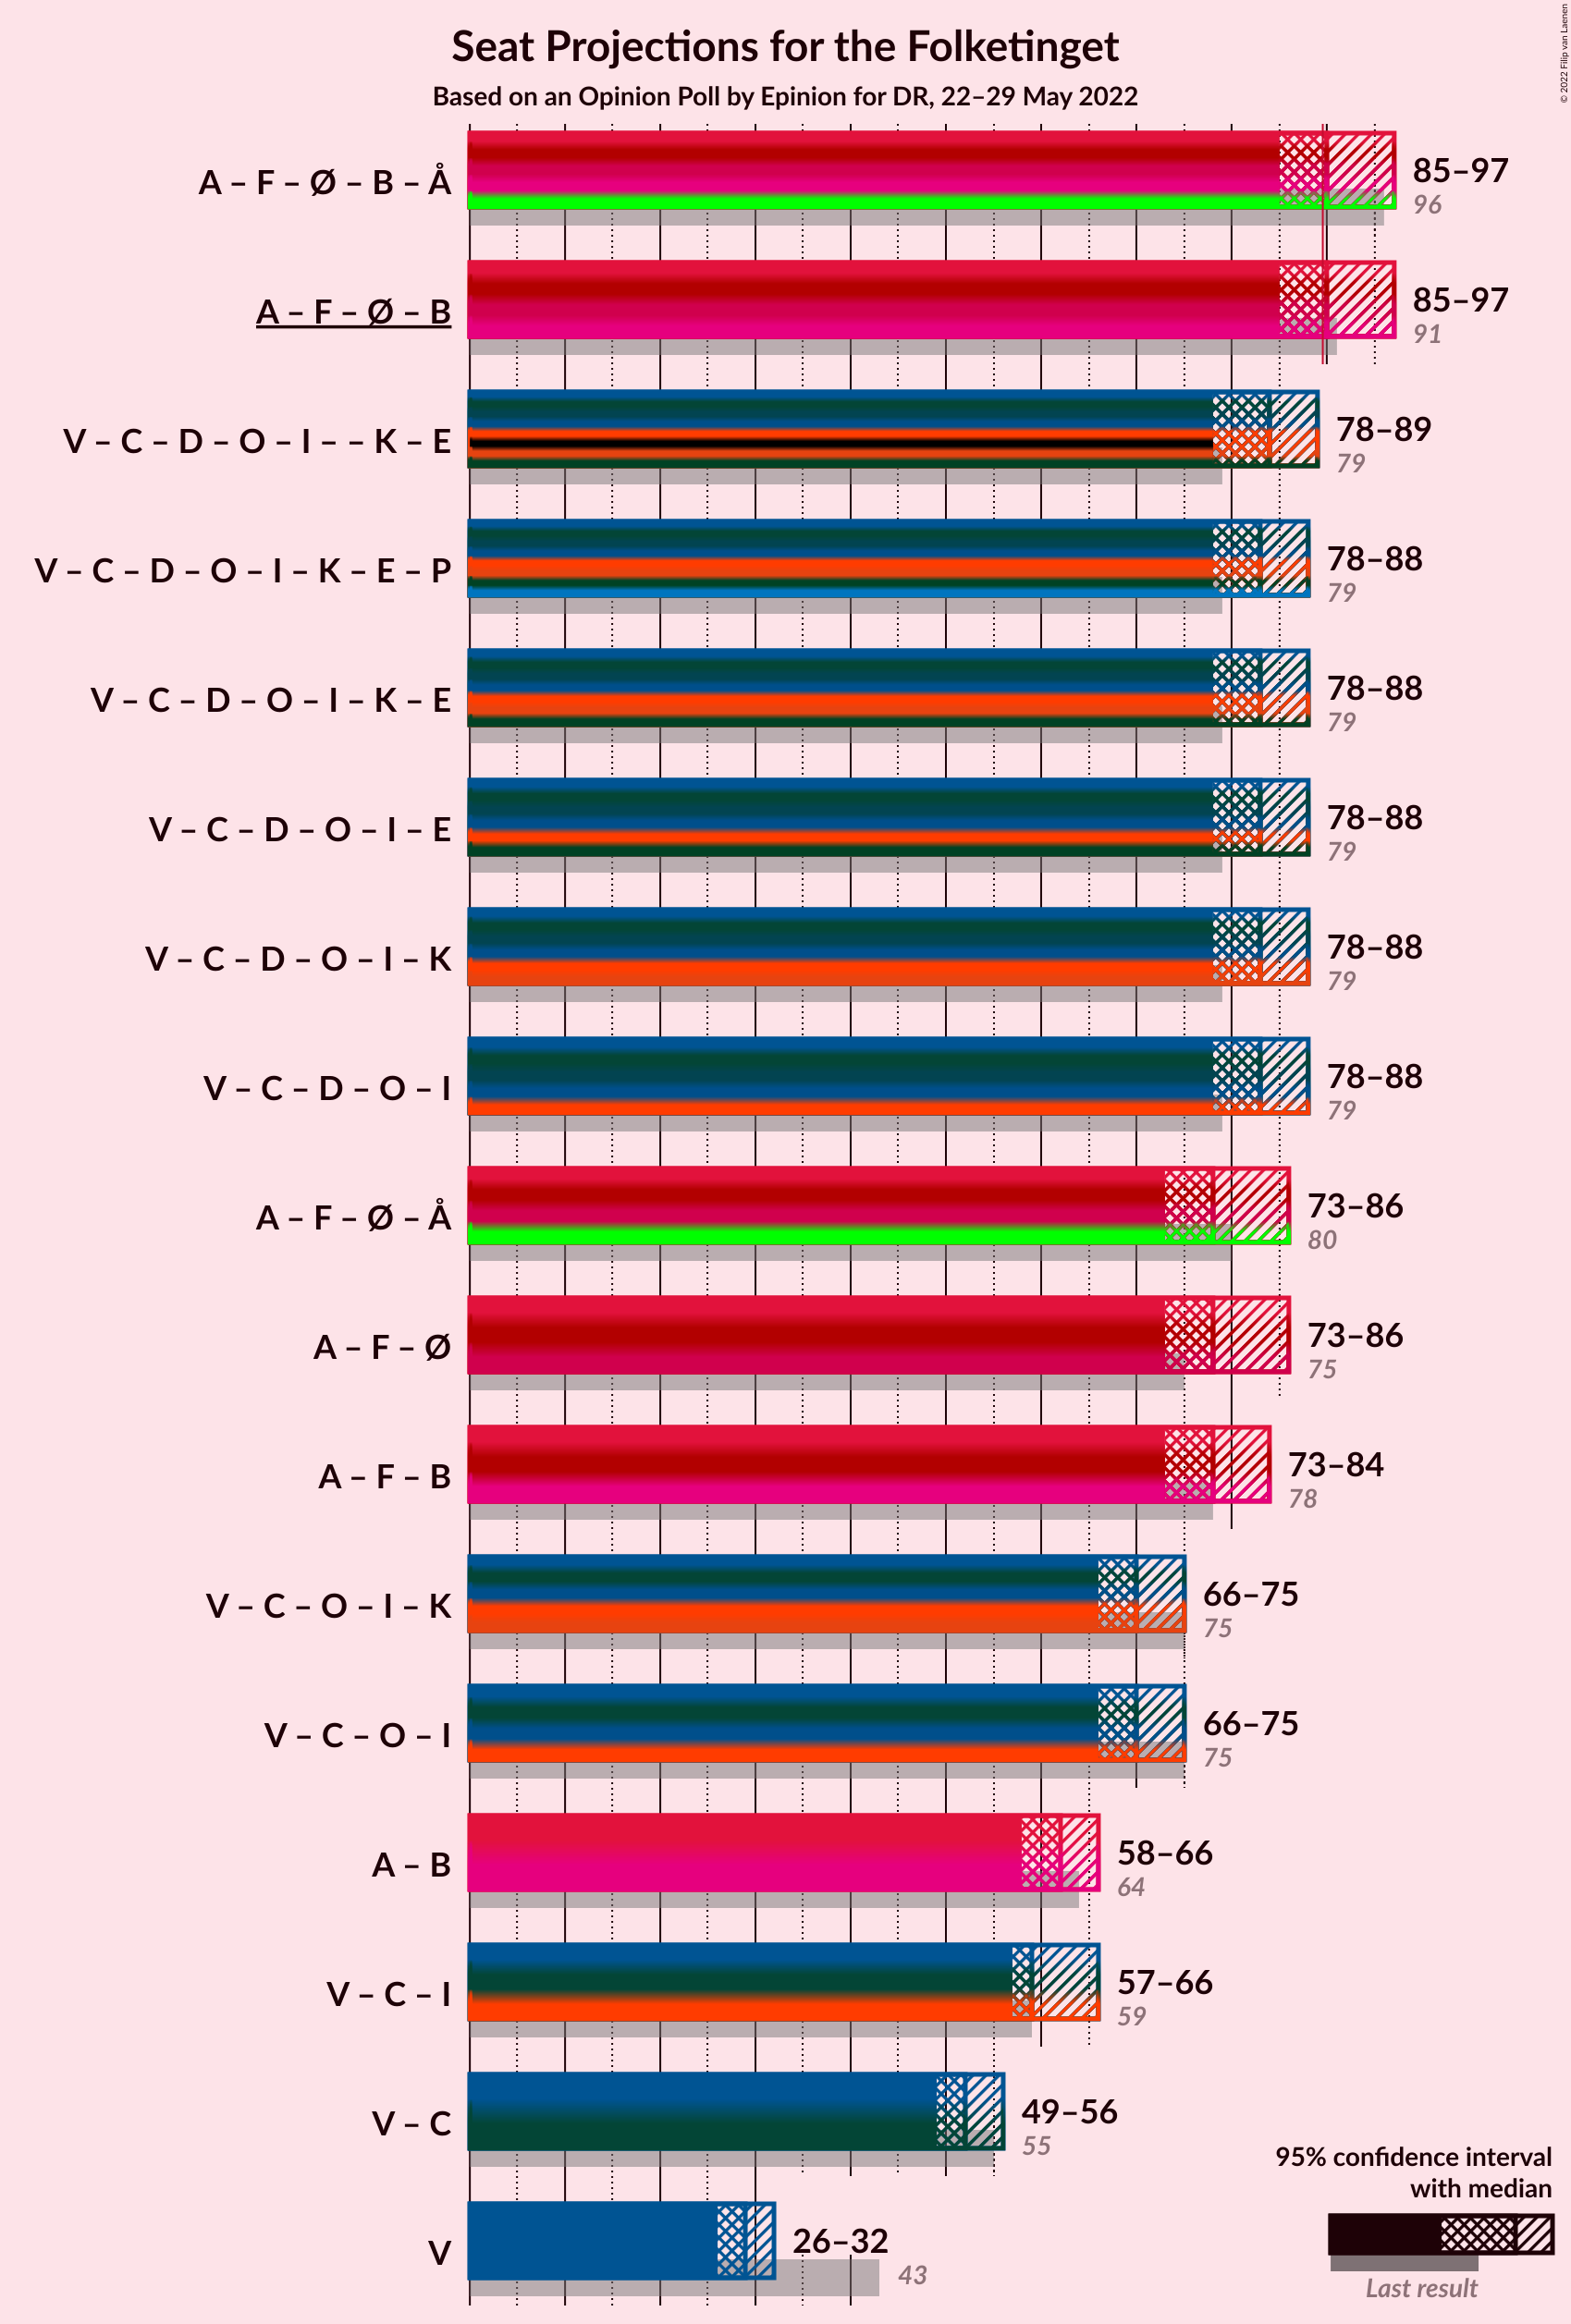 Seat Projections for the Folketinget
Based on an Opinion Poll by Epinion for DR, 22–29 May 2022
© 2022 Filip van Laenen
A – F – Ø – B – Å
85–97
96
A – F – Ø – B
85–97
91
V – C – D – O – I – – K – E
78–89
79
V – C – D – O – I – K – E – P
78–88
79
V – C – D – O – I – K – E
78–88
79
V – C – D – O – I – E
78–88
79
V – C – D – O – I – K
78–88
79
V – C – D – O – I
78–88
79
A – F – Ø – Å
73–86
80
A – F – Ø
73–86
75
A – F – B
73–84
78
V – C – O – I – K
66–75
75
V – C – O – I
66–75
75
A – B
58–66
64
V – C – I
57–66
59
V – C
49–56
55
V
26–32
43
95% confidence interval
with median
Last result